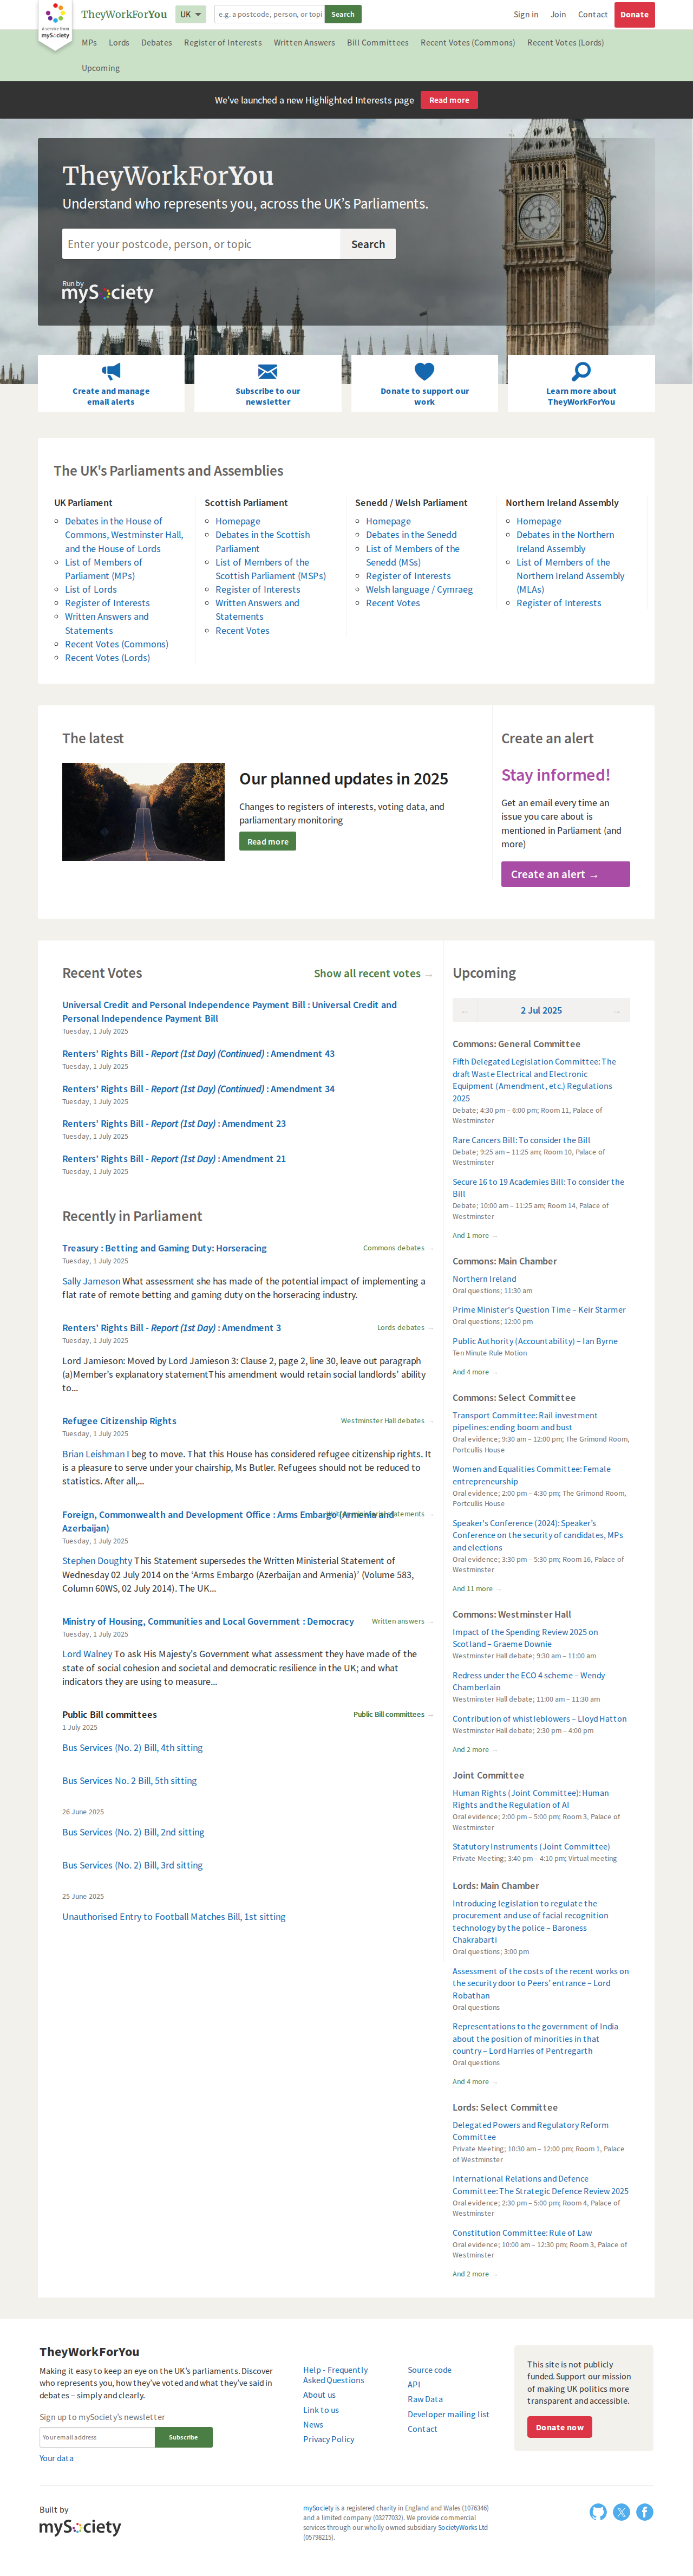 a service from
mySociety
TheyWorkForYou
UK
e.g. a postcode, person, or topi
Search
Sign in
Join
Contact
Donate
MPs
Lords
Debates
Register of Interests
Written Answers
Bill Committees
Recent Votes (Commons)
Recent Votes (Lords)
Upcoming
We've launched a new Highlighted Interests page
Read more
TheyWorkForYou
Understand who represents you, across the UK's Parliaments.
Enter your postcode, person, or topic
Search
Run by
mySociety
Create and manage
email alerts
Subscribe to our
newsletter
Donate to support our
work
Learn more about
TheyWorkForYou
The UK's Parliaments and Assemblies
UK Parliament
Debates in the House of
Commons, Westminster Hall,
and the House of Lords
List of Members of
Parliament (MPs)
List of Lords
Register of Interests
Written Answers and
Statements
Recent Votes (Commons)
Recent Votes (Lords)
Scottish Parliament
Homepage
Debates in the Scottish
Parliament
List of Members of the
Scottish Parliament (MSPs)
Register of Interests
Written Answers and
Statements
Recent Votes
Senedd / Welsh Parliament
Homepage
Debates in the Senedd
List of Members of the
Senedd (MSs)
Register of Interests
Welsh language / Cymraeg
Recent Votes
Northern Ireland Assembly
Homepage
Debates in the Northern
Ireland Assembly
List of Members of the
Northern Ireland Assembly
(MLAs)
Register of Interests
The latest
Our planned updates in 2025
Changes to registers of interests, voting data, and
parliamentary monitoring
Read more
Create an alert
Stay informed!
Get an email every time an
issue you care about is
mentioned in Parliament (and
more)
Create an alert →
Recent Votes
Show all recent votes →
Universal Credit and Personal Independence Payment Bill : Universal Credit and
Personal Independence Payment Bill
Tuesday, 1 July 2025
Renters' Rights Bill - Report (1st Day) (Continued) : Amendment 43
Tuesday, 1 July 2025
Renters' Rights Bill - Report (1st Day) (Continued) : Amendment 34
Tuesday, 1 July 2025
Renters' Rights Bill - Report (1st Day) : Amendment 23
Tuesday, 1 July 2025
Renters' Rights Bill - Report (1st Day) : Amendment 21
Tuesday, 1 July 2025
Recently in Parliament
Treasury : Betting and Gaming Duty: Horseracing
Commons debates →
Tuesday, 1 July 2025
Sally Jameson What assessment she has made of the potential impact of implementing a
flat rate of remote betting and gaming duty on the horseracing industry.
Renters' Rights Bill - Report (1st Day) : Amendment 3
Lords debates →
Tuesday, 1 July 2025
Lord Jamieson: Moved by Lord Jamieson 3: Clause 2, page 2, line 30, leave out paragraph
(a)Member's explanatory statementThis amendment would retain social landlords' ability
to...
Refugee Citizenship Rights
Westminster Hall debates →
Tuesday, 1 July 2025
Brian Leishman I beg to move. That this House has considered refugee citizenship rights. It
is a pleasure to serve under your chairship, Ms Butler. Refugees should not be reduced to
statistics. After all,...
Foreign, Commonwealth and Development Office : Arms Embargo (Armenia and
Azerbaijan)
Tuesday, 1 July 2025
Stephen Doughty This Statement supersedes the Written Ministerial Statement of
Wednesday 02 July 2014 on the 'Arms Embargo (Azerbaijan and Armenia)' (Volume 583,
Column 60WS, 02 July 2014). The UK...
Ministry of Housing, Communities and Local Government : Democracy
Written answers →
Tuesday, 1 July 2025
Lord Walney To ask His Majesty's Government what assessment they have made of the
state of social cohesion and societal and democratic resilience in the UK; and what
indicators they are using to measure...
Public Bill committees
Public Bill committees →
1 July 2025
Bus Services (No. 2) Bill, 4th sitting
Bus Services No. 2 Bill, 5th sitting
26 June 2025
Bus Services (No. 2) Bill, 2nd sitting
Bus Services (No. 2) Bill, 3rd sitting
25 June 2025
Unauthorised Entry to Football Matches Bill, 1st sitting
Upcoming
← 2 Jul 2025 →
Commons: General Committee
Fifth Delegated Legislation Committee: The
draft Waste Electrical and Electronic
Equipment (Amendment, etc.) Regulations
2025
Debate; 4:30 pm – 6:00 pm; Room 11, Palace of
Westminster
Rare Cancers Bill: To consider the Bill
Debate; 9:25 am – 11:25 am; Room 10, Palace of
Westminster
Secure 16 to 19 Academies Bill: To consider the
Bill
Debate; 10:00 am – 11:25 am; Room 14, Palace of
Westminster
And 1 more →
Commons: Main Chamber
Northern Ireland
Oral questions; 11:30 am
Prime Minister's Question Time – Keir Starmer
Oral questions; 12:00 pm
Public Authority (Accountability) – Ian Byrne
Ten Minute Rule Motion
And 4 more →
Commons: Select Committee
Transport Committee: Rail investment
pipelines: ending boom and bust
Oral evidence; 9:30 am – 12:00 pm; The Grimond Room,
Portcullis House
Women and Equalities Committee: Female
entrepreneurship
Oral evidence; 2:00 pm – 4:30 pm; The Grimond Room,
Portcullis House
Speaker's Conference (2024): Speaker's
Conference on the security of candidates, MPs
and elections
Oral evidence; 3:30 pm – 5:30 pm; Room 16, Palace of
Westminster
And 11 more →
Commons: Westminster Hall
Impact of the Spending Review 2025 on
Scotland – Graeme Downie
Westminster Hall debate; 9:30 am – 11:00 am
Redress under the ECO 4 scheme – Wendy
Chamberlain
Westminster Hall debate; 11:00 am – 11:30 am
Contribution of whistleblowers – Lloyd Hatton
Westminster Hall debate; 2:30 pm – 4:00 pm
And 2 more →
Joint Committee
Human Rights (Joint Committee): Human
Rights and the Regulation of AI
Oral evidence; 2:00 pm – 5:00 pm; Room 3, Palace of
Westminster
Statutory Instruments (Joint Committee)
Private Meeting; 3:40 pm – 4:10 pm; Virtual meeting
Lords: Main Chamber
Introducing legislation to regulate the
procurement and use of facial recognition
technology by the police – Baroness
Chakrabarti
Oral questions; 3:00 pm
Assessment of the costs of the recent works on
the security door to Peers' entrance – Lord
Robathan
Oral questions
Representations to the government of India
about the position of minorities in that
country – Lord Harries of Pentregarth
Oral questions
And 4 more →
Lords: Select Committee
Delegated Powers and Regulatory Reform
Committee
Private Meeting; 10:30 am – 12:00 pm; Room 1, Palace
of Westminster
International Relations and Defence
Committee: The Strategic Defence Review 2025
Oral evidence; 2:30 pm – 5:00 pm; Room 4, Palace of
Westminster
Constitution Committee: Rule of Law
Oral evidence; 10:00 am – 12:30 pm; Room 3, Palace of
Westminster
And 2 more →
TheyWorkForYou
Making it easy to keep an eye on the UK's parliaments. Discover
who represents you, how they've voted and what they've said in
debates – simply and clearly.
Sign up to mySociety's newsletter
Your email address
Subscribe
Your data
Help - Frequently
Asked Questions
About us
Link to us
News
Privacy Policy
Source code
API
Raw Data
Developer mailing list
Contact
This site is not publicly
funded. Support our mission
of making UK politics more
transparent and accessible.
Donate now
Built by
mySociety
mySociety is a registered charity in England and Wales (1076346)
and a limited company (03277032). We provide commercial
services through our wholly owned subsidiary SocietyWorks Ltd
(05798215).